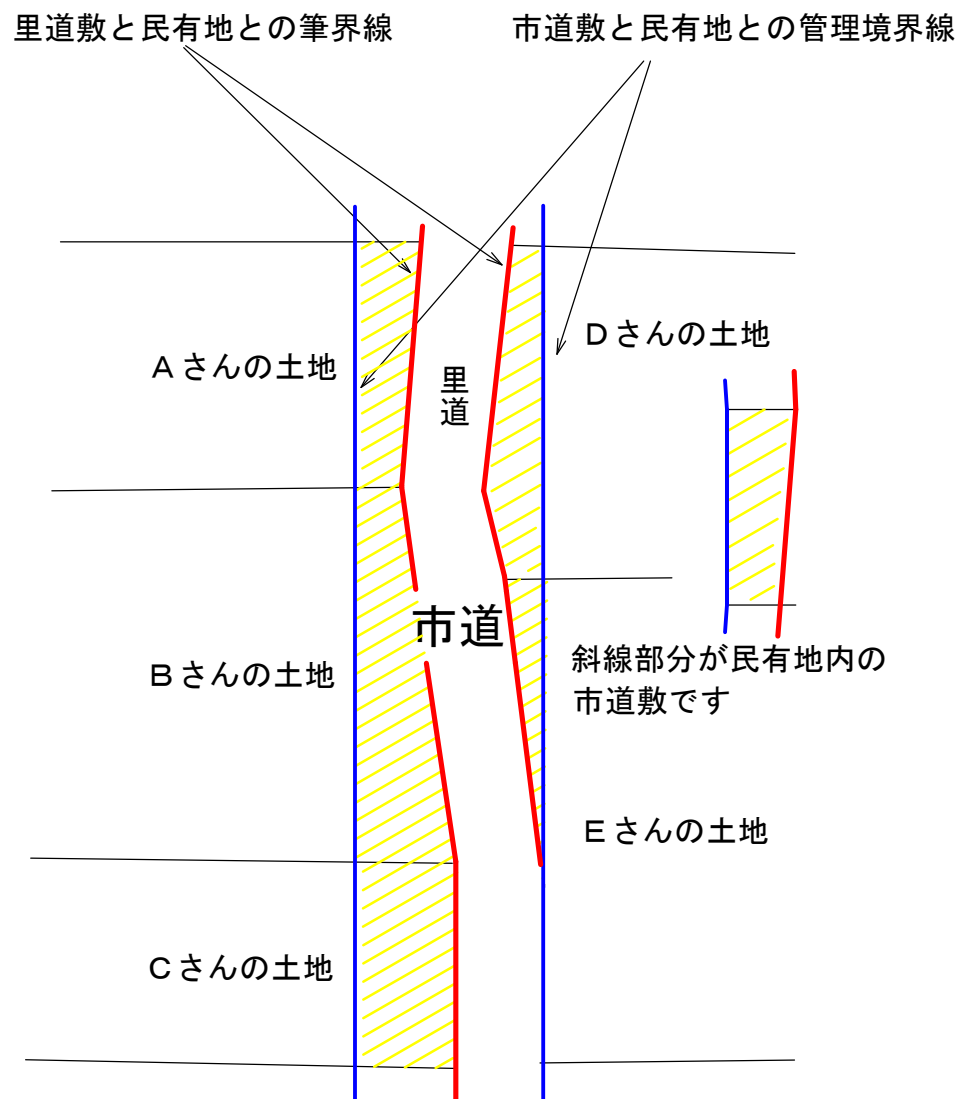 里道敷と民有地との筆界線
市道敷と民有地との管理境界線
Ａさんの土地
里道
Ｄさんの土地
市道
Ｂさんの土地
斜線部分が民有地内の
市道敷です
Ｅさんの土地
Ｃさんの土地